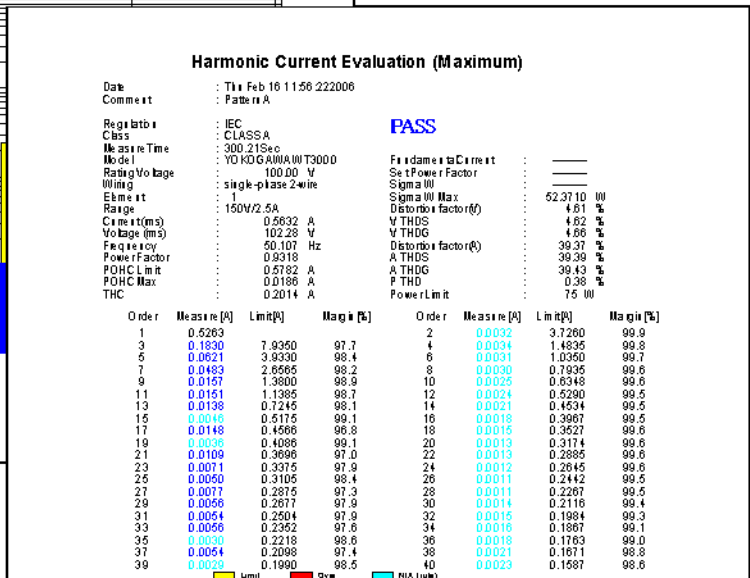 Harmonic Current Evaluation (Maximum)
Date : Thu Feb 16 11:56:222006
Comment : Pattern A
Regulation : IEC PASS
Class : CLASSA
MeasureTime : 300.21Sec
Model : YOKOGAWAWT3000 FundamentaCurrent :
RatingVoltage : 100.00 V SetPowerFactor :
Wiring : single-phase 2-wire Sigma W :
Element : 1 Sigma W Max : 52.3710 W
Range : 150V/2.5A Distortion factor(V) : 4.61 %
Current(rms) : 0.5632 A V THDS : 4.62 %
Voltage (rms) : 102.28 V V THDG : 4.66 %
Frequency : 50.107 Hz Distortion factor(A) : 39.37 %
PowerFactor : 0.9318 A THDS : 39.39 %
POHC Limit : 0.5782 A A THDG : 39.43 %
POHC Max : 0.0186 A P THD : 0.38 %
THC : 0.2014 A PowerLimit : 75 W
Order Measure[A] Limit[A] Margin[%] Order Measure[A] Limit[A] Margin[%]
1 0.5263 2 0.0032 3.7260 99.9
3 0.1830 7.9350 97.7 4 0.0034 1.4835 99.8
5 0.0621 3.9330 98.4 6 0.0031 1.0350 99.7
7 0.0483 2.6565 98.2 8 0.0030 0.7935 99.6
9 0.0157 1.3800 98.9 10 0.0025 0.6348 99.6
11 0.0151 1.1385 98.7 12 0.0024 0.5290 99.5
13 0.0138 0.7245 98.1 14 0.0021 0.4534 99.5
15 0.0046 0.5175 99.1 16 0.0018 0.3967 99.5
17 0.0148 0.4566 96.8 18 0.0015 0.3527 99.6
19 0.0036 0.4086 99.1 20 0.0013 0.3174 99.6
21 0.0109 0.3696 97.0 22 0.0013 0.2885 99.6
23 0.0071 0.3375 97.9 24 0.0012 0.2645 99.6
25 0.0050 0.3105 98.4 26 0.0011 0.2442 99.5
27 0.0077 0.2875 97.3 28 0.0011 0.2267 99.5
29 0.0056 0.2677 97.9 30 0.0014 0.2116 99.4
31 0.0054 0.2504 97.9 32 0.0015 0.1984 99.3
33 0.0056 0.2352 97.6 34 0.0016 0.1867 99.1
35 0.0030 0.2218 98.6 36 0.0018 0.1763 99.0
37 0.0054 0.2098 97.4 38 0.0021 0.1671 98.8
39 0.0029 0.1990 98.5 40 0.0023 0.1587 98.6